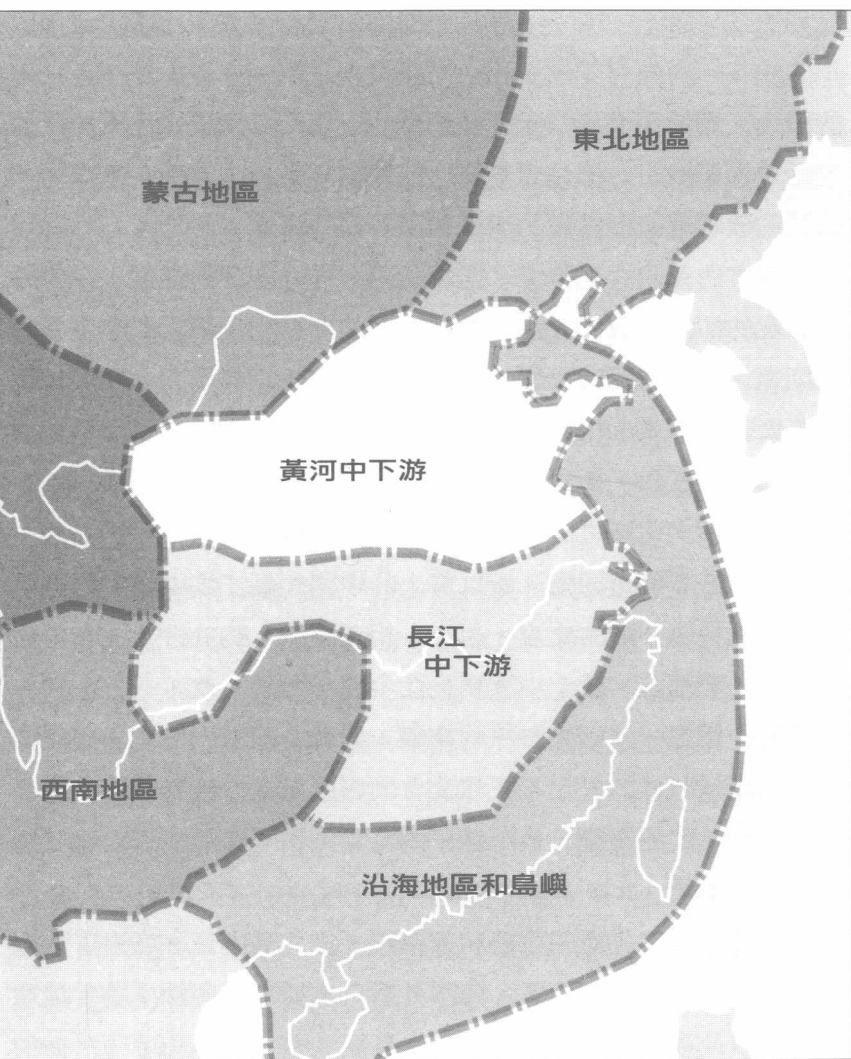 東北地區
蒙古地區
黃河中下游
長江
中下游
西南地區
沿海地區和島嶼